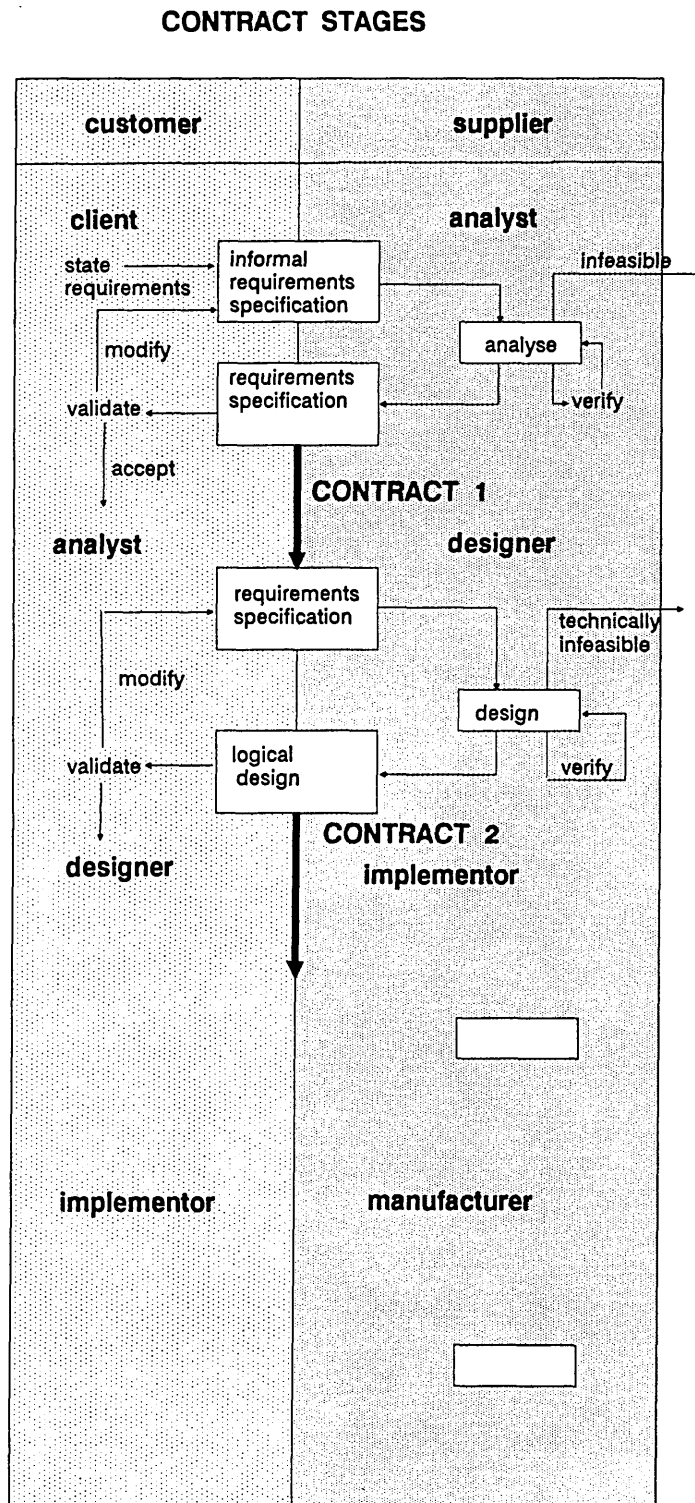 CONTRACT STAGES
customer
supplier
client
analyst
state
requirements
informal
requirements
specification
infeasible
analyse
modify
requirements
specification
validate
verify
accept
CONTRACT 1
analyst
designer
requirements
specification
technically
infeasible
modify
design
logical
design
validate
verify
CONTRACT 2
designer
implementor
implementor
manufacturer